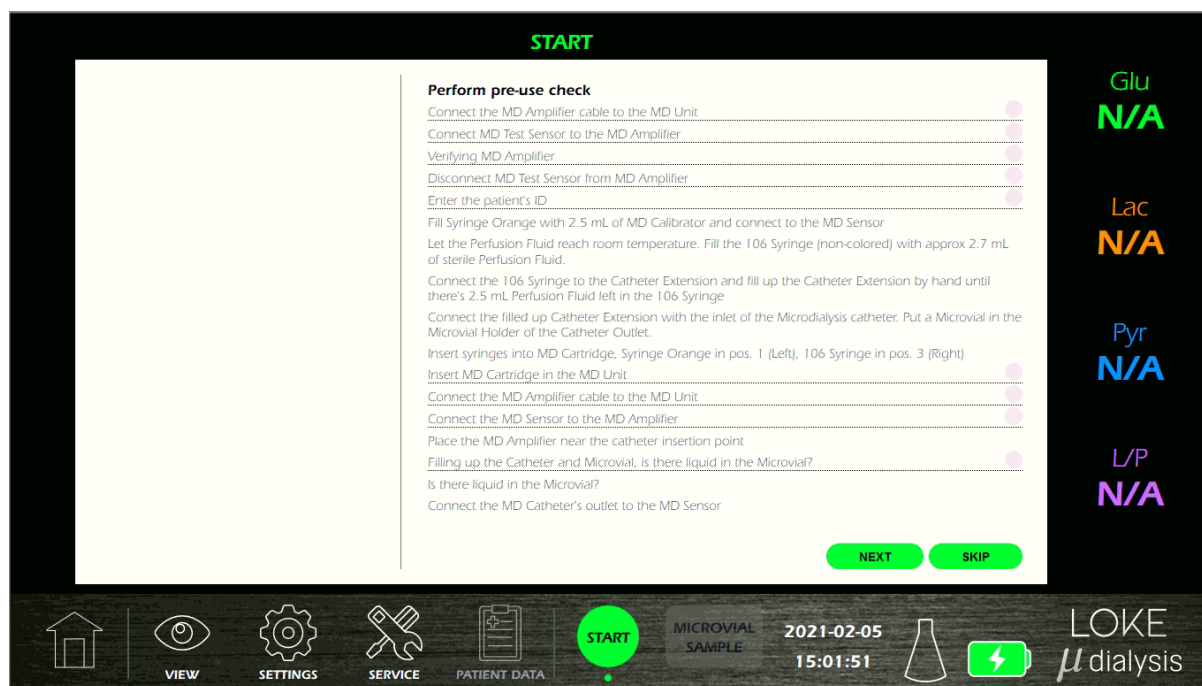 START
Perform pre-use check
Connect the MD Amplifier cable to the MD Unit
Connect MD Test Sensor to the MD Amplifier
Verifying MD Amplifier
Disconnect MD Test Sensor from MD Amplifier
Enter the patient's ID
Fill Syringe Orange with 2.5 mL of MD Calibrator and connect to the MD Sensor
Let the Perfusion Fluid reach room temperature. Fill the 106 Syringe (non-colored) with approx 2.7 mL
of sterile Perfusion Fluid.
Connect the 106 Syringe to the Catheter Extension and fill up the Catheter Extension by hand until
there's 2.5 mL Perfusion Fluid left in the 106 Syringe
Connect the filled up Catheter Extension with the inlet of the Microdialysis catheter. Put a Microvial in the
Microvial Holder of the Catheter Outlet.
Insert syringes into MD Cartridge, Syringe Orange in pos. 1 (Left), 106 Syringe in pos. 3 (Right)
Insert MD Cartridge in the MD Unit
Connect the MD Amplifier cable to the MD Unit
Connect the MD Sensor to the MD Amplifier
Place the MD Amplifier near the catheter insertion point
Filling up the Catheter and Microvial, is there liquid in the Microvial?
Is there liquid in the Microvial?
Connect the MD Catheter's outlet to the MD Sensor
NEXT
SKIP
Glu
N/A
Lac
N/A
Pyr
N/A
L/P
N/A
VIEW
SETTINGS
SERVICE
PATIENT DATA
START
MICROVIAL
SAMPLE
2021-02-05
15:01:51
LOKE
μ dialysis